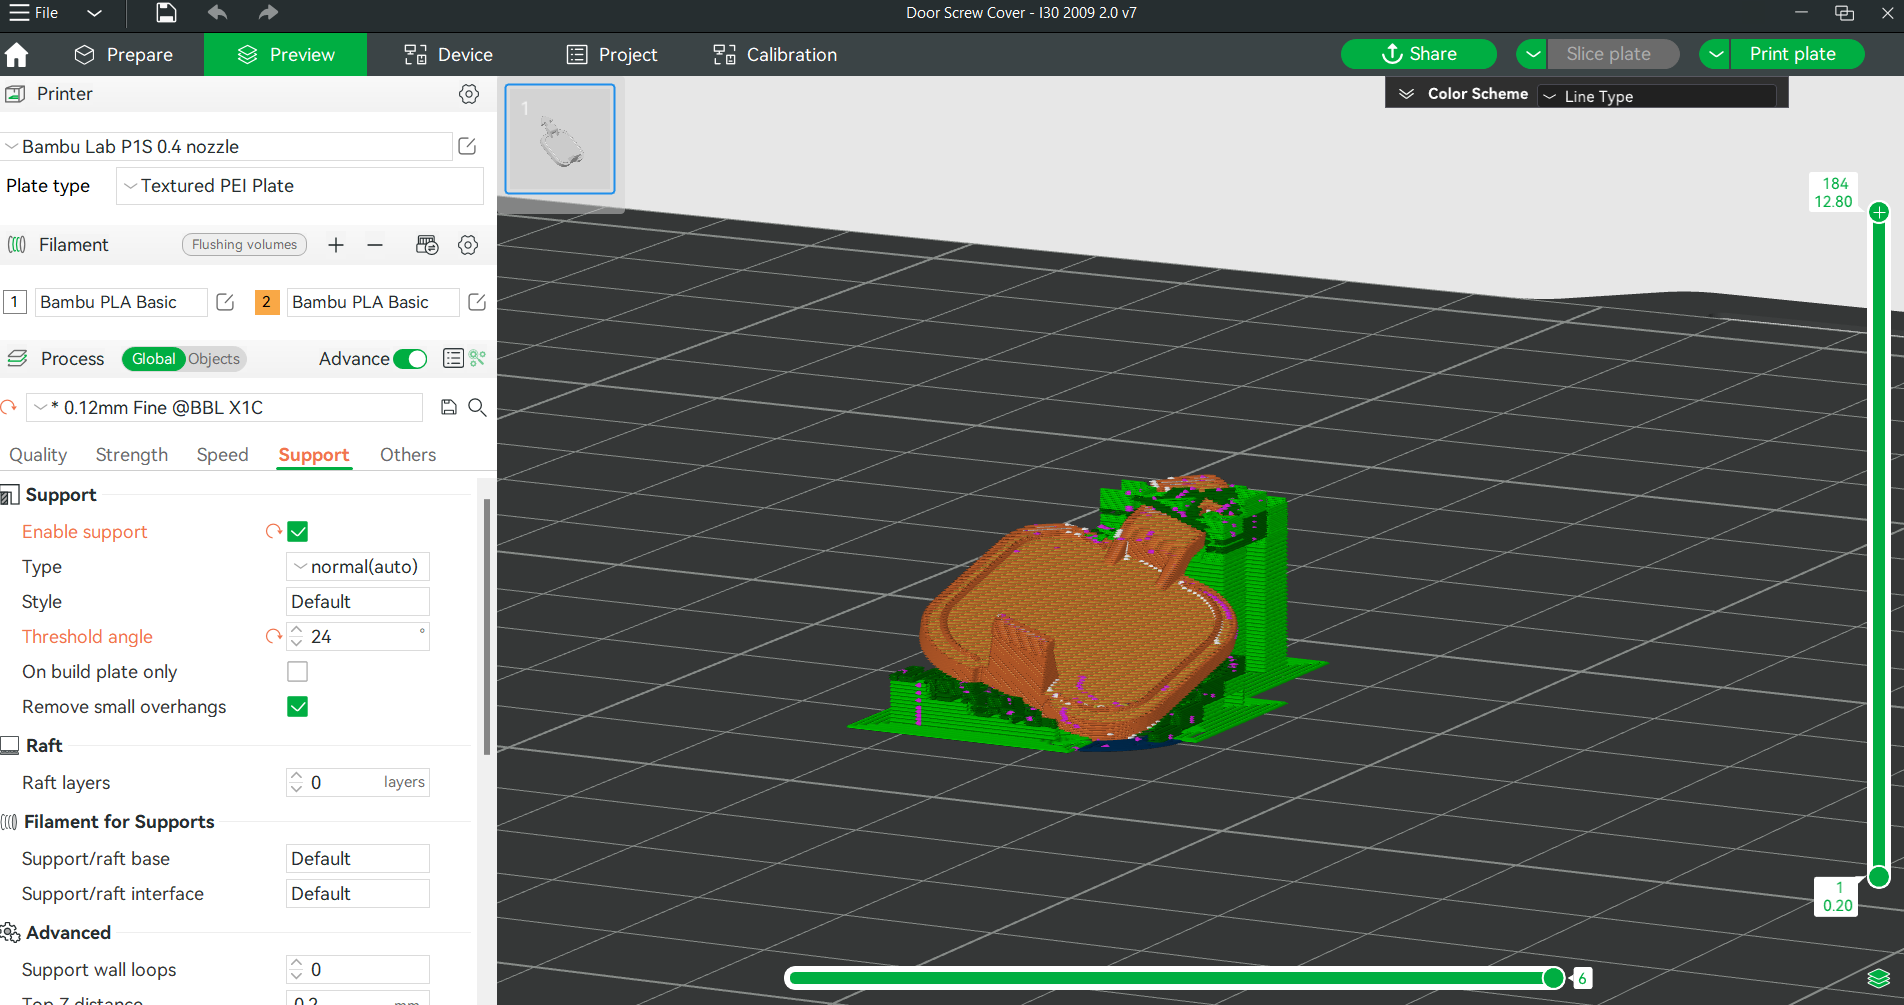 File
Door Screw Cover - I30 2009 2.0 v7
Prepare
Preview
Device
Project
Calibration
Share
Slice plate
Print plate
Printer
Bambu Lab P1S 0.4 nozzle
Plate type
Textured PEI Plate
Filament
Flushing volumes
1
Bambu PLA Basic
2
Bambu PLA Basic
Process
Global
Objects
Advance
* 0.12mm Fine @BBL X1C
Quality
Strength
Speed
Support
Others
Support
Enable support
Type
normal(auto)
Style
Default
Threshold angle
24
°
On build plate only
Remove small overhangs
Raft
Raft layers
0
layers
Filament for Supports
Support/raft base
Default
Support/raft interface
Default
Advanced
Support wall loops
0
Top Z distance
0.2
mm
1
Color Scheme
Line Type
184
12.80
1
0.20
6